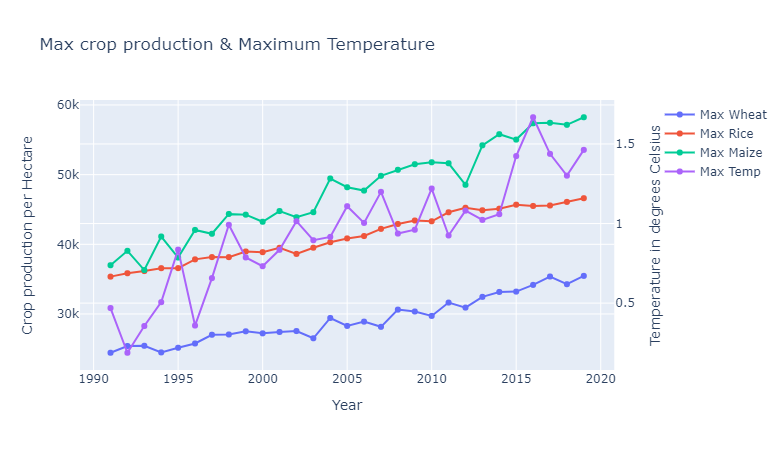 Max crop production & Maximum Temperature
60k
50k
40k
30k
1.5
1
0.5
1990
1995
2000
2005
2010
2015
2020
Year
Crop production per Hectare
Temperature in degrees Celsius
Max Wheat
Max Rice
Max Maize
Max Temp